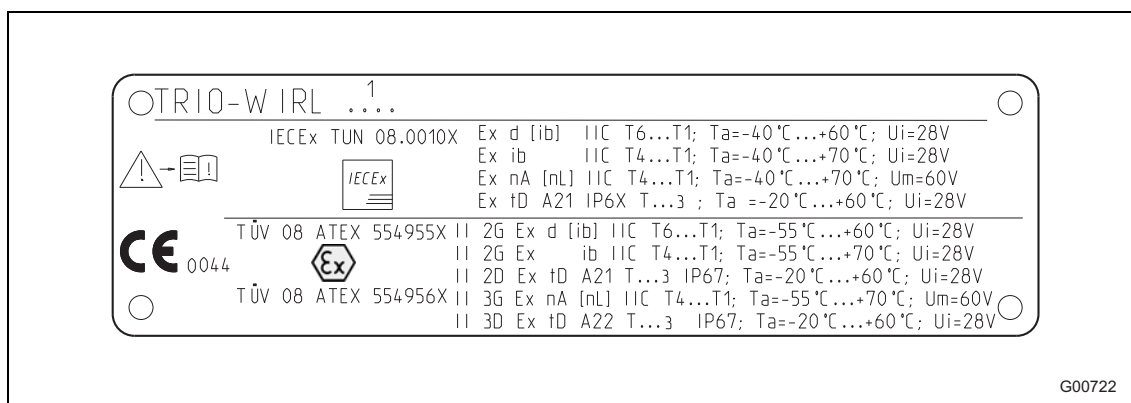 TRIO-WIRL ....
1
IECEx TUN 08.0010X
IECEx
Ex d [ib] IIC T6...T1; Ta=-40°C...+60°C; Ui=28V
Ex ib IIC T4...T1; Ta=-40°C...+70°C; Ui=28V
Ex nA [nL] IIC T4...T1; Ta=-40°C...+70°C; Um=60V
Ex tD A21 IP6X T...3 ; Ta =-20°C...+60°C; Ui=28V
CE 0044
TÜV 08 ATEX 554955X
Ex
TÜV 08 ATEX 554956X
II 2G Ex d [ib] IIC T6...T1; Ta=-55°C...+60°C; Ui=28V
II 2G Ex ib IIC T4...T1; Ta=-55°C...+70°C; Ui=28V
II 2D Ex tD A21 T...3 IP67; Ta=-20°C...+60°C; Ui=28V
II 3G Ex nA [nL] IIC T4...T1; Ta=-55°C...+70°C; Um=60V
II 3D Ex tD A22 T...3 IP67; Ta=-20°C...+60°C; Ui=28V
G00722